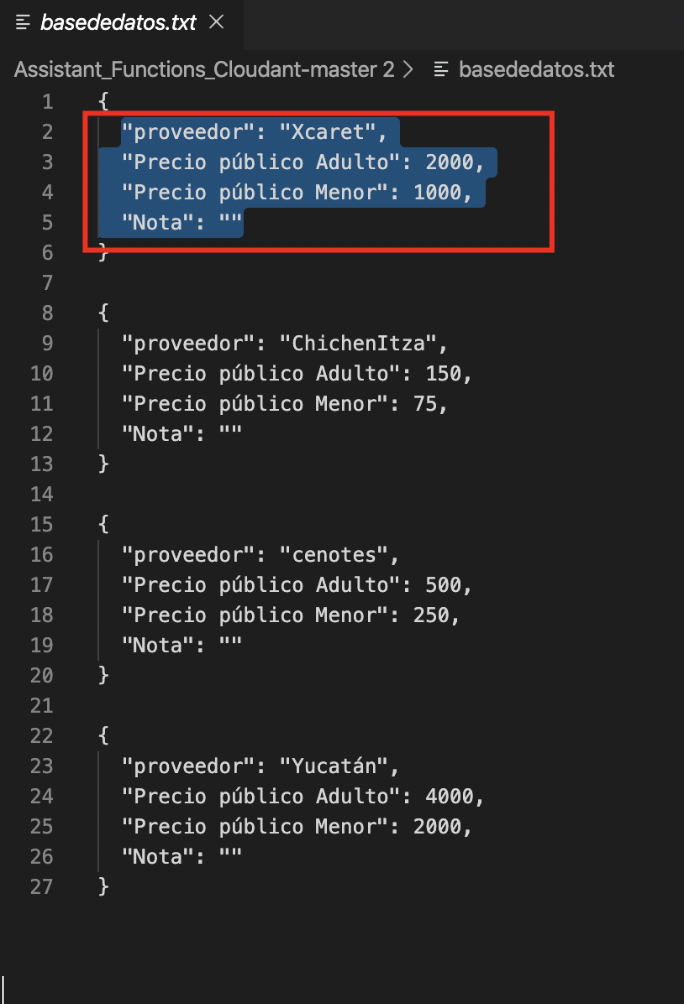 basededatos.txt
Assistant_Functions_Cloudant-master 2 > basededatos.txt
1 {
2 "proveedor": "Xcaret",
3 "Precio público Adulto": 2000,
4 "Precio público Menor": 1000,
5 "Nota": ""
6 }
7
8 {
9 "proveedor": "ChichenItza",
10 "Precio público Adulto": 150,
11 "Precio público Menor": 75,
12 "Nota": ""
13 }
14
15 {
16 "proveedor": "cenotes",
17 "Precio público Adulto": 500,
18 "Precio público Menor": 250,
19 "Nota": ""
20 }
21
22 {
23 "proveedor": "Yucatán",
24 "Precio público Adulto": 4000,
25 "Precio público Menor": 2000,
26 "Nota": ""
27 }